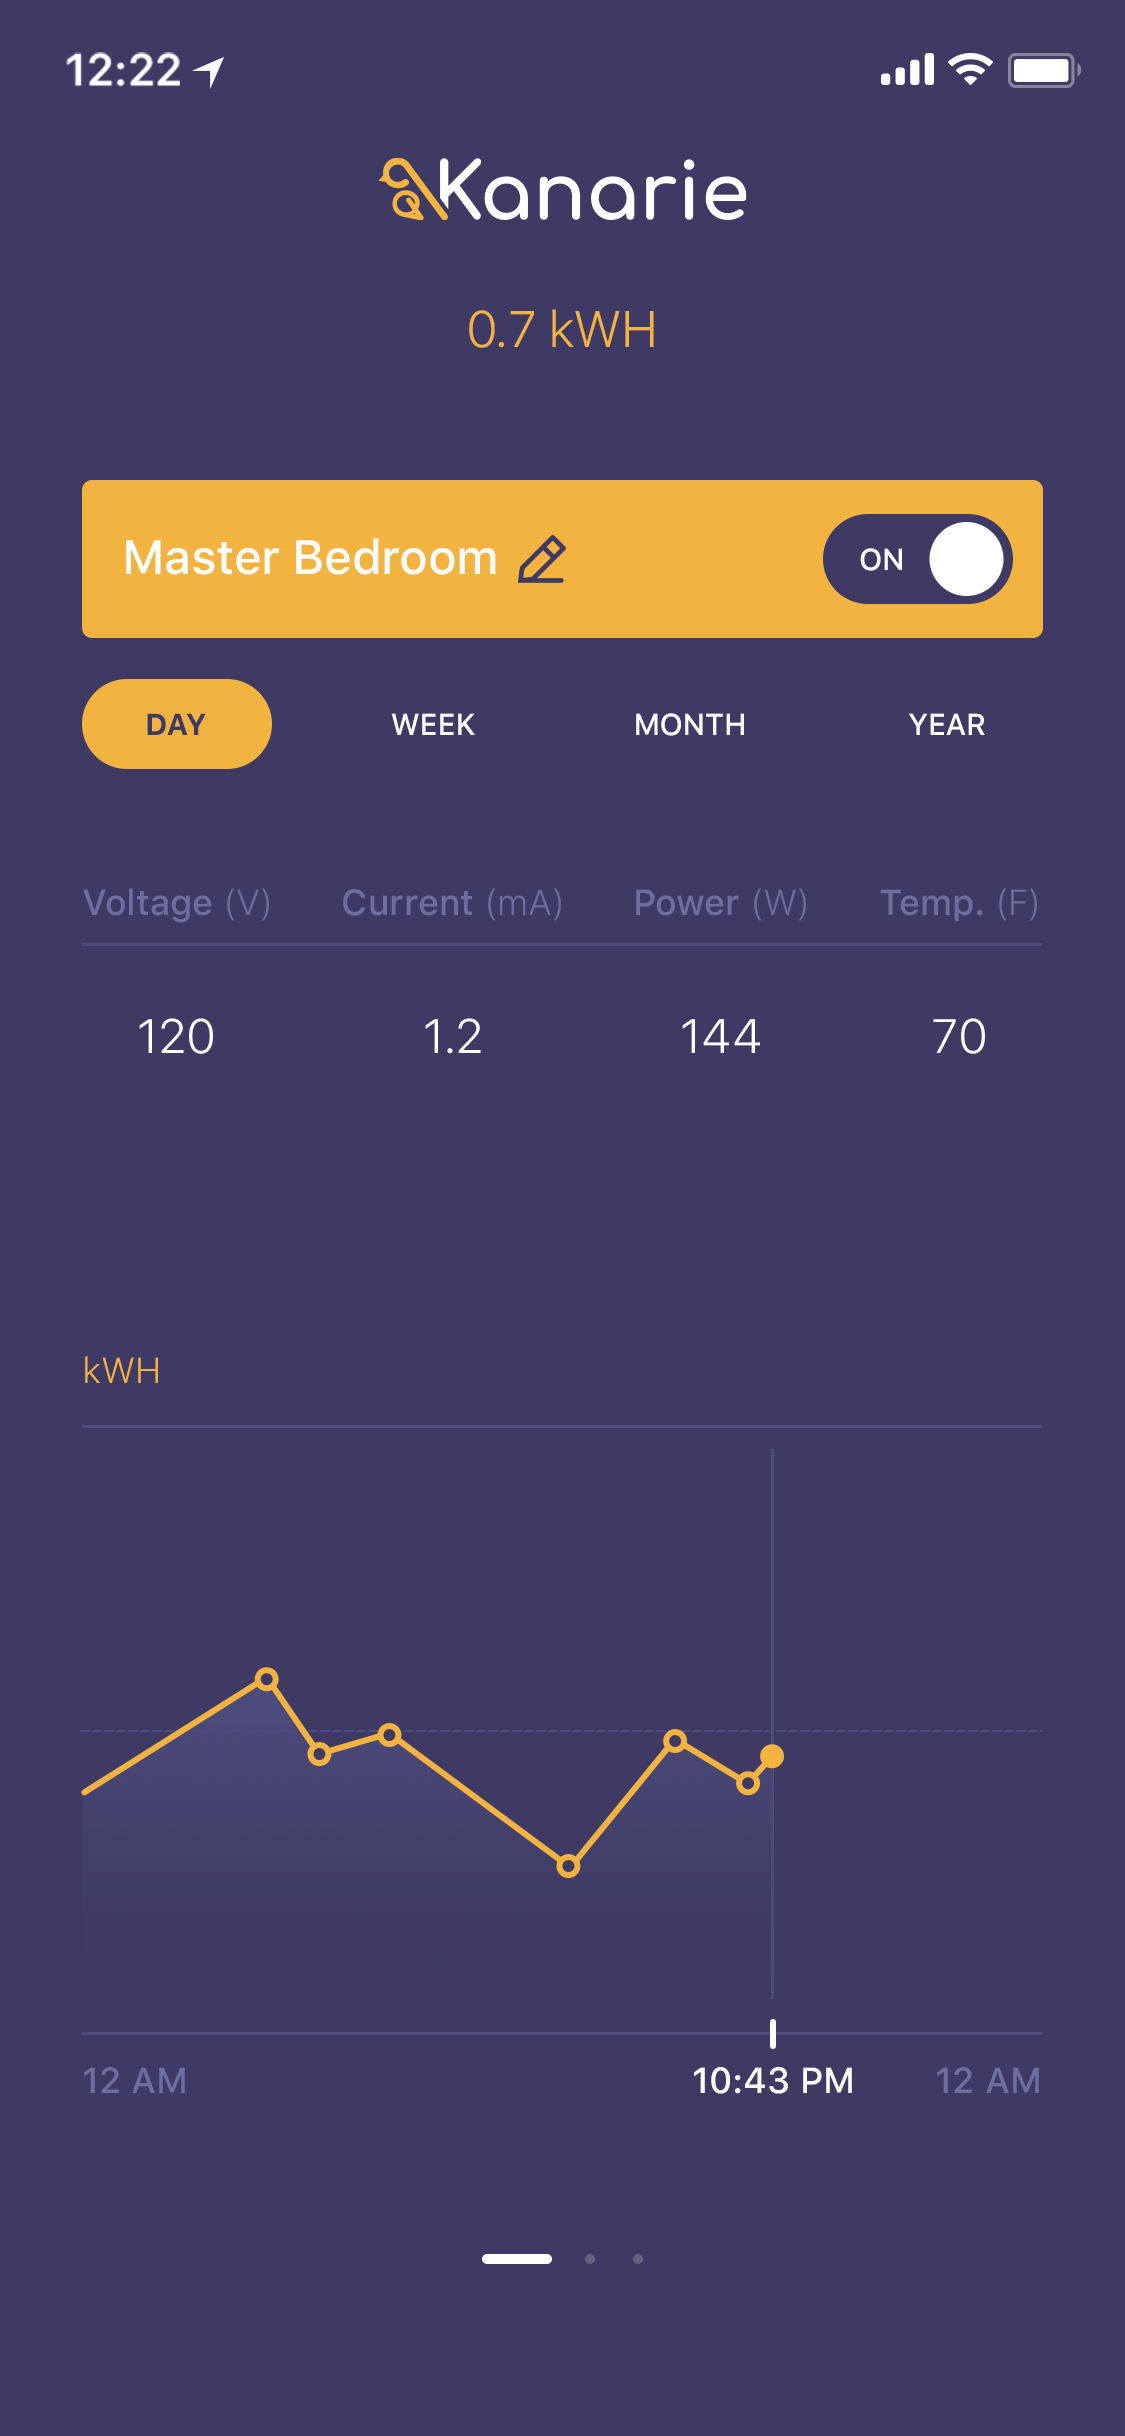 12:22
Kanarie
0.7 kWH
Master Bedroom ON
DAY WEEK MONTH YEAR
Voltage (V) Current (mA) Power (W) Temp. (F)
120 1.2 144 70
kWH
12 AM 10:43 PM 12 AM